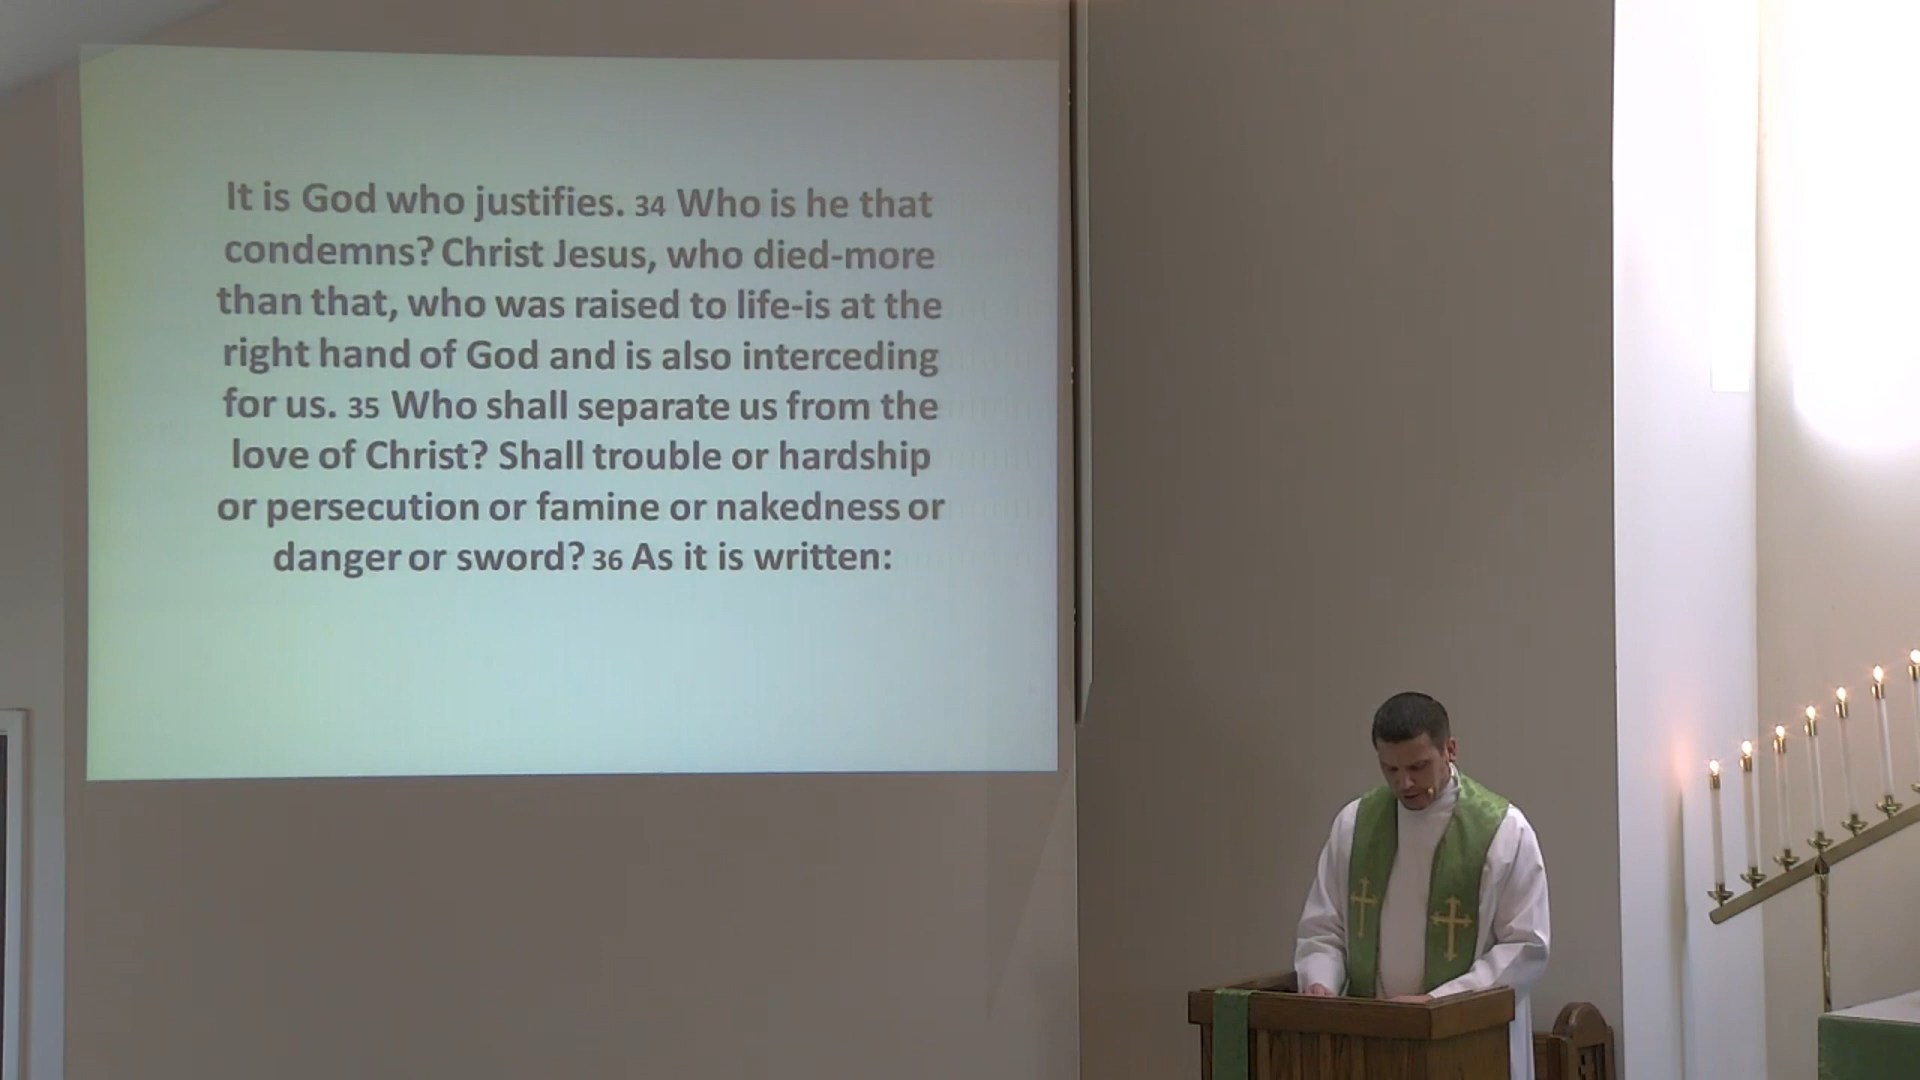 It is God who justifies. 34 Who is he that
condemns? Christ Jesus, who died-more
than that, who was raised to life-is at the
right hand of God and is also interceding
for us. 35 Who shall separate us from the
love of Christ? Shall trouble or hardship
or persecution or famine or nakedness or
danger or sword? 36 As it is written: